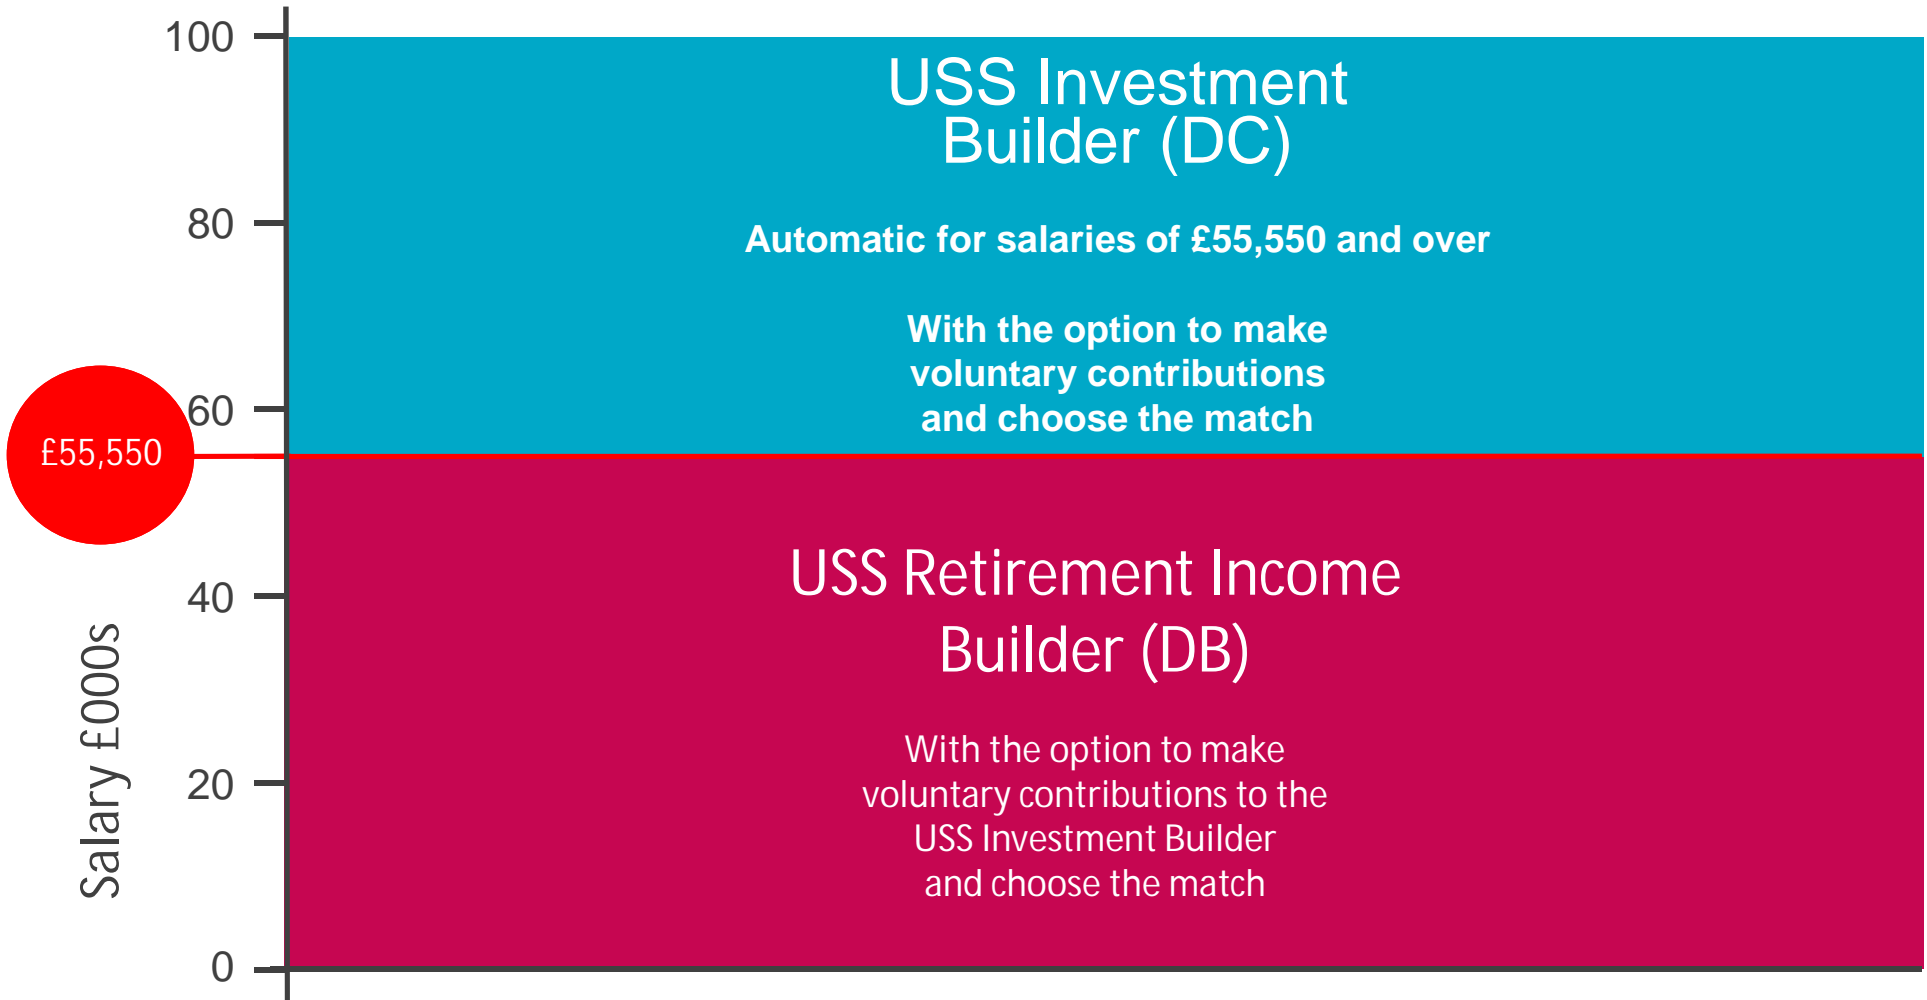 100
80
60
40
20
0
Salary £000s
£55,550
USS Investment
Builder (DC)
Automatic for salaries of £55,550 and over
With the option to make
voluntary contributions
and choose the match
USS Retirement Income
Builder (DB)
With the option to make
voluntary contributions to the
USS Investment Builder
and choose the match